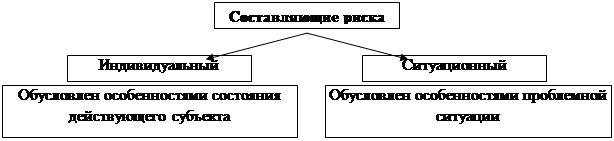 Составляющие риска
Индивидуальный
Ситуационный
Обусловлен особенностями состояния
действующего субъекта
Обусловлен особенностями проблемной
ситуации